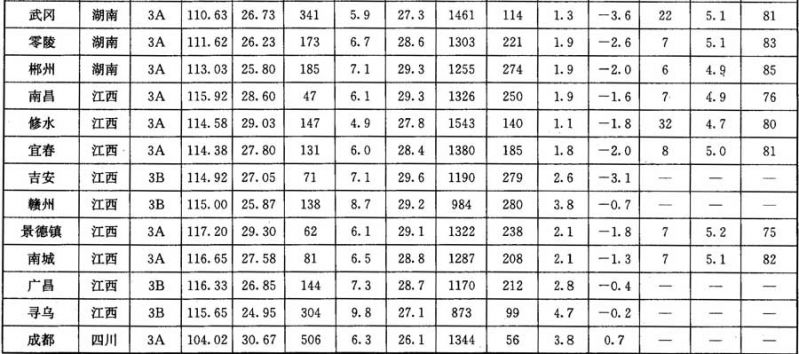 武冈 湖南 3A 110.63 26.73 341 5.9 27.3 1461 114 1.3 −3.6 22 5.1 81
零陵 湖南 3A 111.62 26.23 173 6.7 28.6 1303 221 1.9 −2.6 7 5.1 83
郴州 湖南 3A 113.03 25.80 185 7.1 29.3 1255 274 1.9 −2.0 6 4.9 85
南昌 江西 3A 115.92 28.60 47 6.1 29.3 1326 250 1.9 −1.6 7 4.9 76
修水 江西 3A 114.58 29.03 147 4.9 27.8 1543 140 1.1 −1.8 32 4.7 80
宜春 江西 3A 114.38 27.80 131 6.0 28.4 1380 185 1.8 −2.0 8 5.0 81
吉安 江西 3B 114.92 27.05 71 7.1 29.6 1190 279 2.6 −3.1 — — —
赣州 江西 3B 115.00 25.87 138 8.7 29.2 984 280 3.8 −0.7 — — —
景德镇 江西 3A 117.20 29.30 62 6.1 29.1 1322 238 2.1 −1.8 7 5.2 75
南城 江西 3A 116.65 27.58 81 6.5 28.8 1287 208 2.1 −1.3 7 5.1 82
广昌 江西 3B 116.33 26.85 144 7.3 28.7 1170 212 2.8 −0.4 — — —
寻乌 江西 3B 115.65 24.95 304 9.8 27.1 873 99 4.7 −0.2 — — —
成都 四川 3A 104.02 30.67 506 6.3 26.1 1344 56 3.8 0.7 — — —